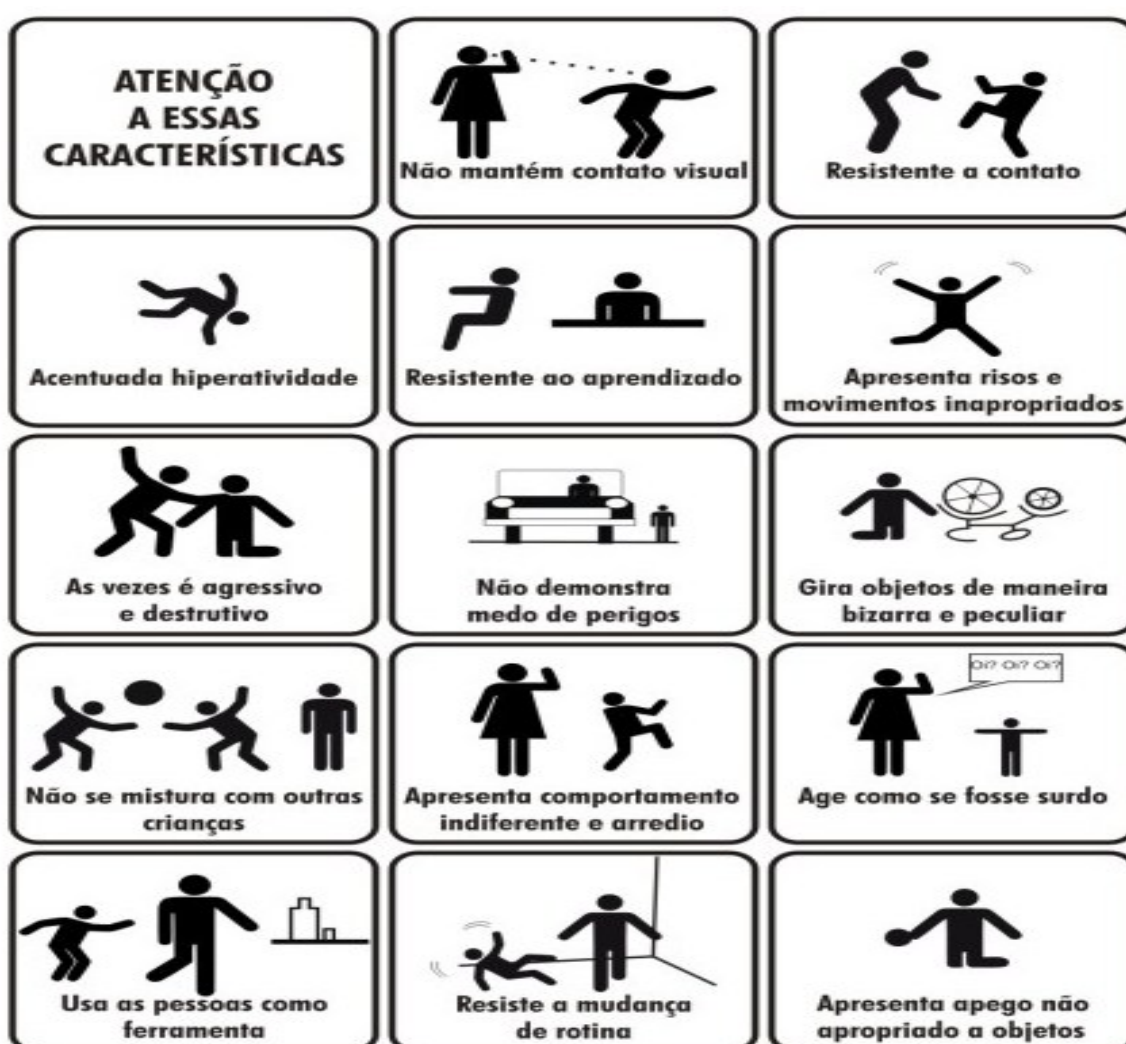 ATENÇÃO
A ESSAS
CARACTERÍSTICAS
Não mantém contato visual
Resistente a contato
Acentuada hiperatividade
Resistente ao aprendizado
Apresenta risos e
movimentos inapropriados
As vezes é agressivo
e destrutivo
Não demonstra
medo de perigos
Gira objetos de maneira
bizarra e peculiar
Não se mistura com outras
crianças
Apresenta comportamento
indiferente e arredio
Oi? Oi? Oi?
Age como se fosse surdo
Usa as pessoas como
ferramenta
Resiste a mudança
de rotina
Apresenta apego não
apropriado a objetos